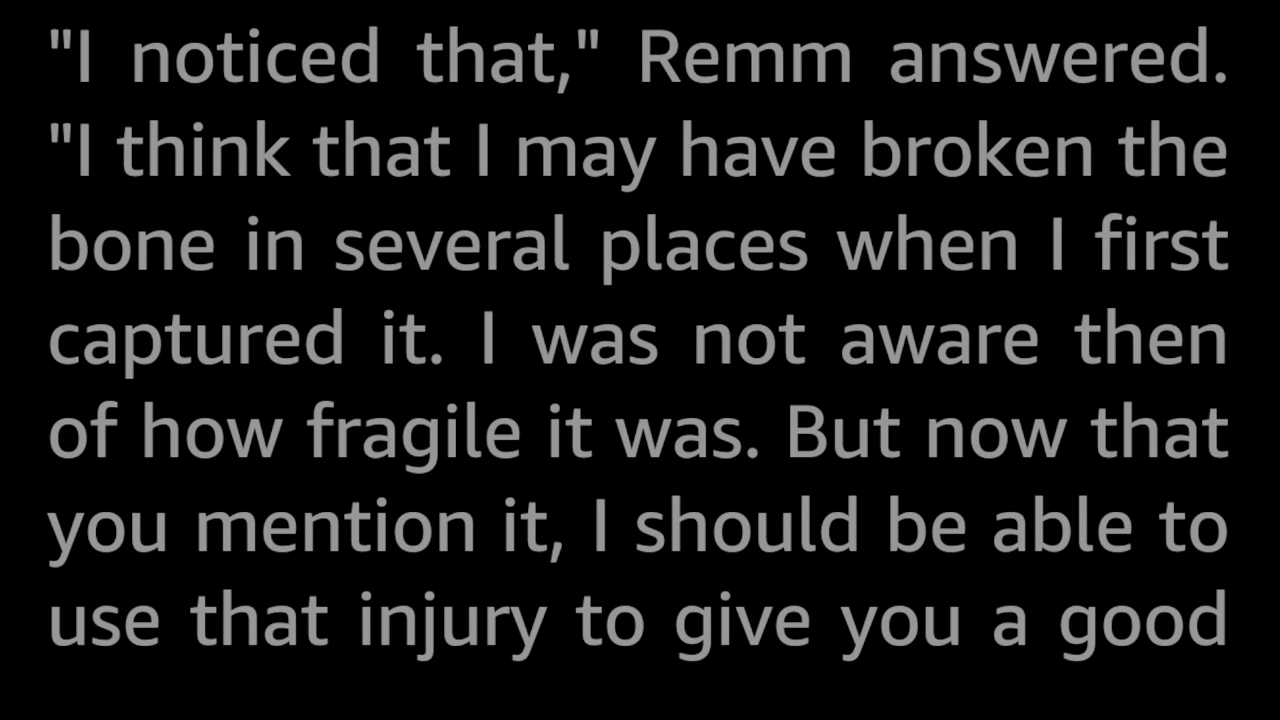 "I noticed that," Remm answered.
"I think that I may have broken the
bone in several places when I first
captured it. I was not aware then
of how fragile it was. But now that
you mention it, I should be able to
use that injury to give you a good